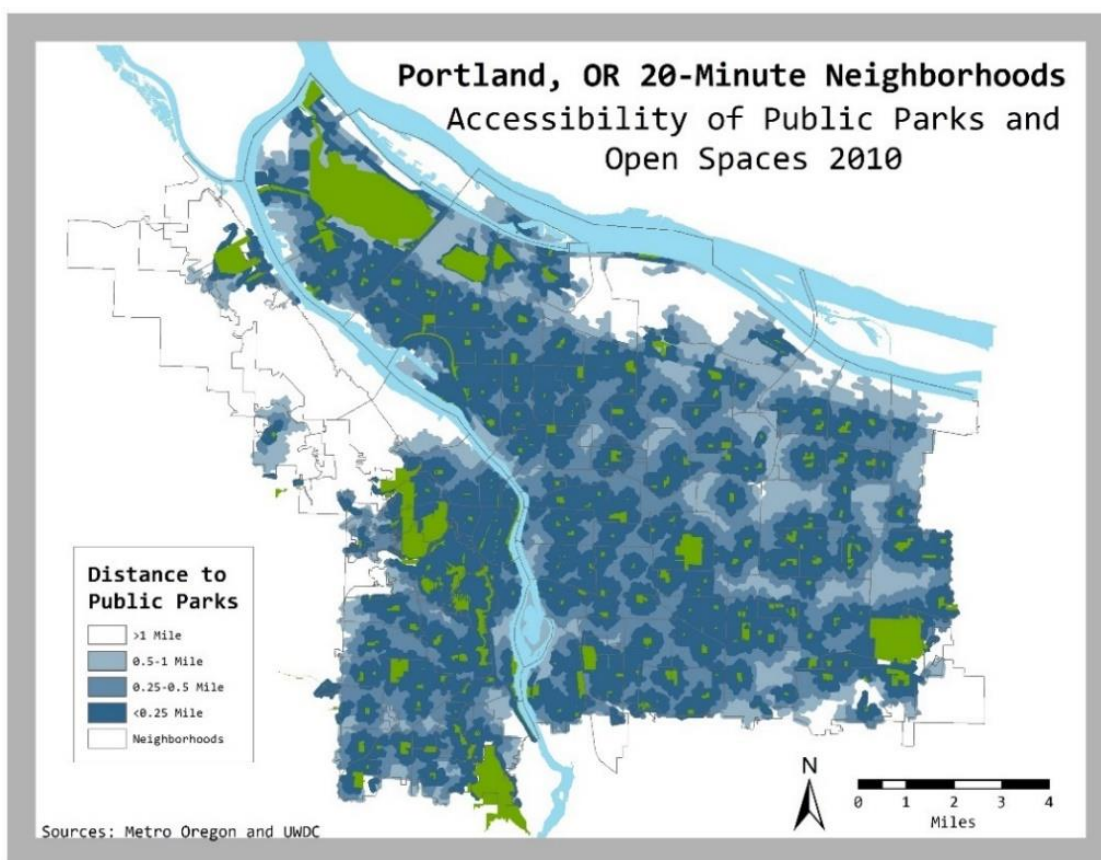 Portland, OR 20-Minute Neighborhoods
Accessibility of Public Parks and
Open Spaces 2010
Distance to
Public Parks
>1 Mile
0.5-1 Mile
0.25-0.5 Mile
<0.25 Mile
Neighborhoods
N
0 1 2 3 4
Miles
Sources: Metro Oregon and UWDC